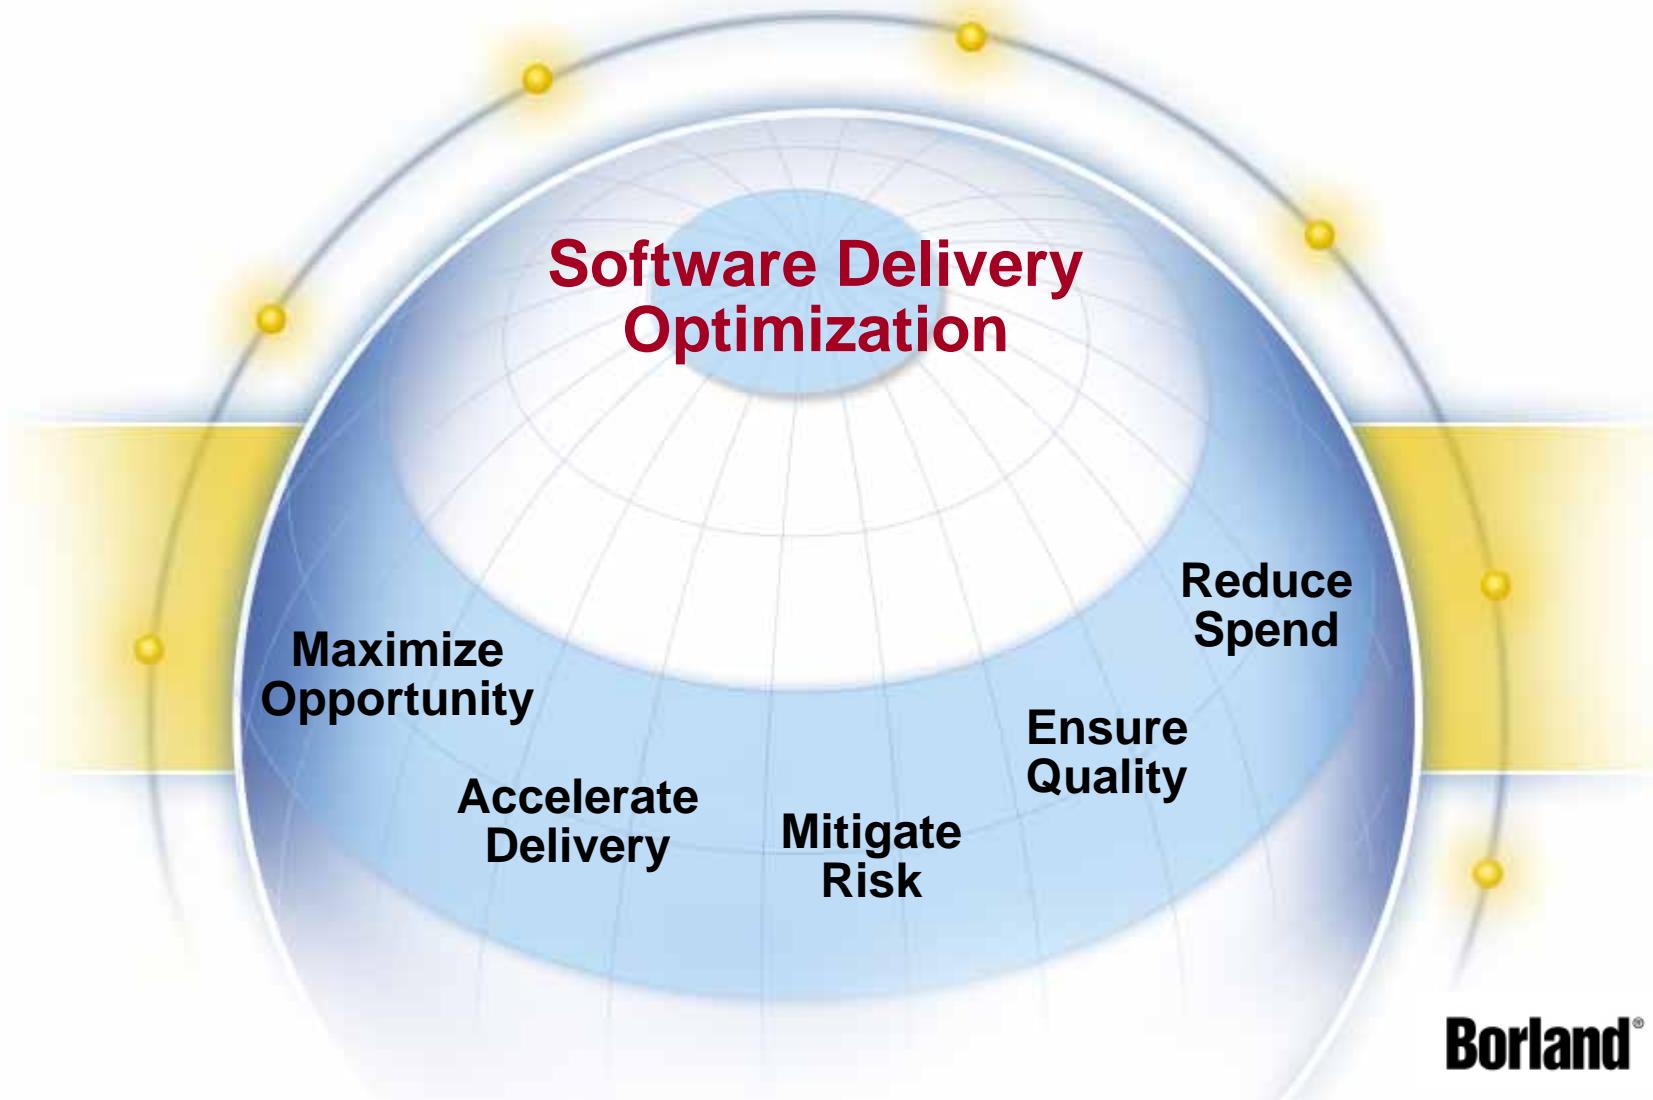 Software Delivery
Optimization
Maximize
Opportunity
Accelerate
Delivery
Mitigate
Risk
Ensure
Quality
Reduce
Spend
Borland®